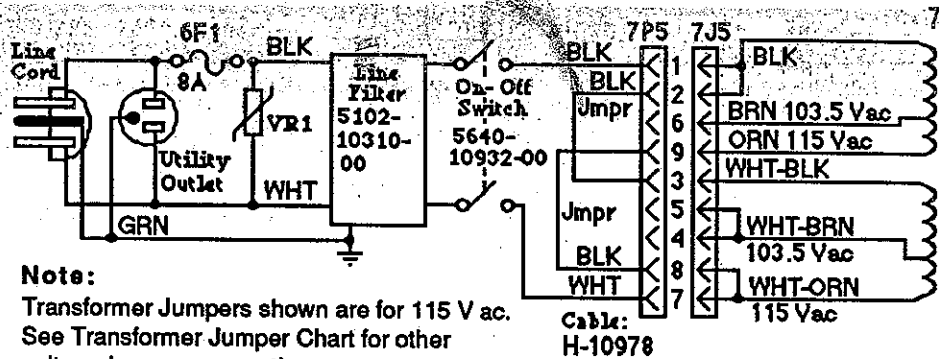 7
6F1
7P5 7J5
Line
Cord
8A
BLK
Line
Filter
5102-
10310-
00
On-Off
Switch
5640-
10932-00
VR1
Utility
Outlet
WHT
GRN
BLK
BLK
Jmpr
Jmpr
BLK
WHT
1
2
6
9
3
5
4
8
7
BLK
BRN 103.5 Vac
ORN 115 Vac
WHT-BLK
WHT-BRN
103.5 Vac
WHT-ORN
115 Vac
Cable:
H-10978
Note:
Transformer Jumpers shown are for 115 V ac.
See Transformer Jumper Chart for other